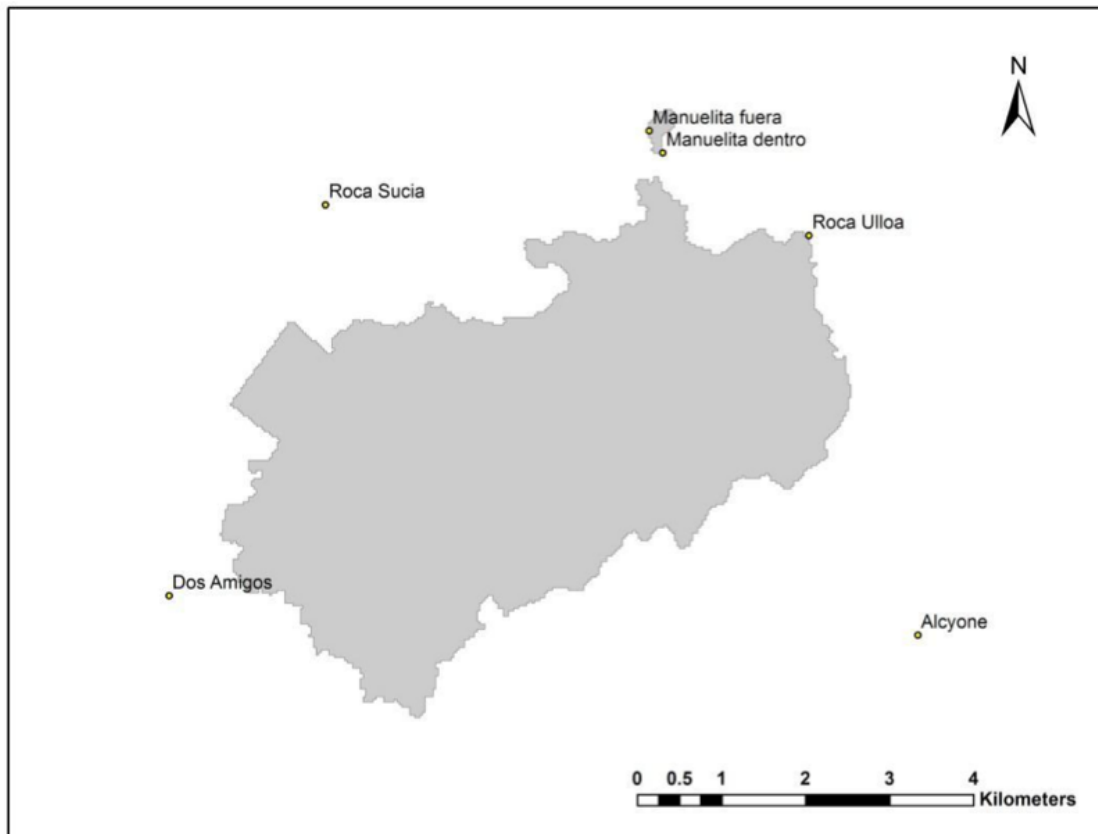 N
Manuelita fuera
Manuelita dentro
Roca Sucia
Roca Ulloa
Dos Amigos
Alcyone
0 0.5 1 2 3 4
Kilometers